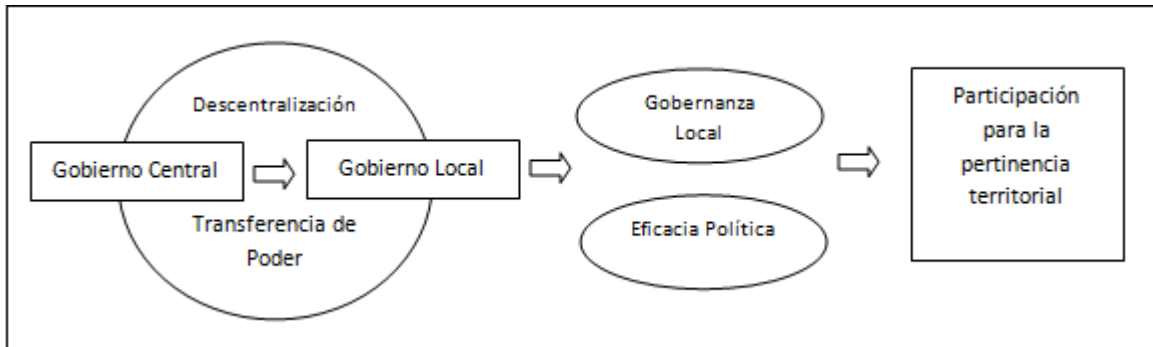 Descentralización
Gobierno Central
Gobierno Local
Transferencia de
Poder
Gobernanza
Local
Eficacia Política
Participación
para la
pertinencia
territorial